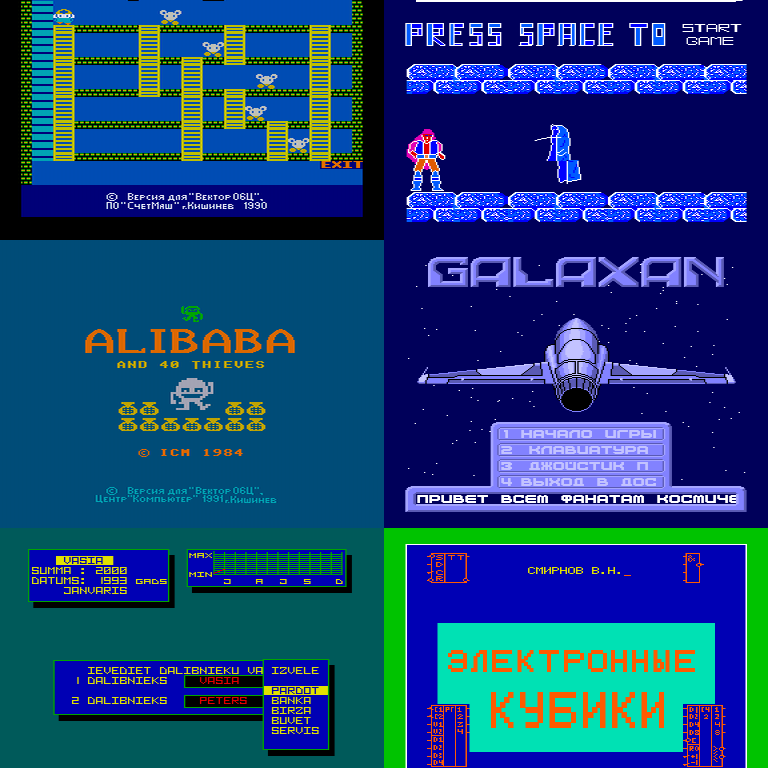 EXIT
© Версия для "Вектор 06Ц".
ПО "СчетМаш", Кишинев 1990
PRESS SPACE TO START GAME
ALIBABA
AND 40 THIEVES
© ICM 1984
© Версия для "Вектор 06Ц".
Центр "Компьютер" 1991, Кишинев
GALAXAN
1 НАЧАЛО ИГРЫ
2 КЛАВИАТУРА
3 ДЖОЙСТИК П
4 ВЫХОД В ДОС
ПРИВЕТ ВСЕМ ФАНАТАМ КОСМИЧЕ
VASIA
SUMMA : 2000
DATUMS: 1993 GADS
JANVARIS
MAX
MIN
J A J S D
IEVEDIET DALIBNIEKU VA
1 DALIBNIEKS VASIA
2 DALIBNIEKS PETERS
IZVELE
PARDOT
BANKA
BIRZA
BUVET
SERVIS
СМИРНОВ В.Н._
ЭЛЕКТРОННЫЕ
КУБИКИ